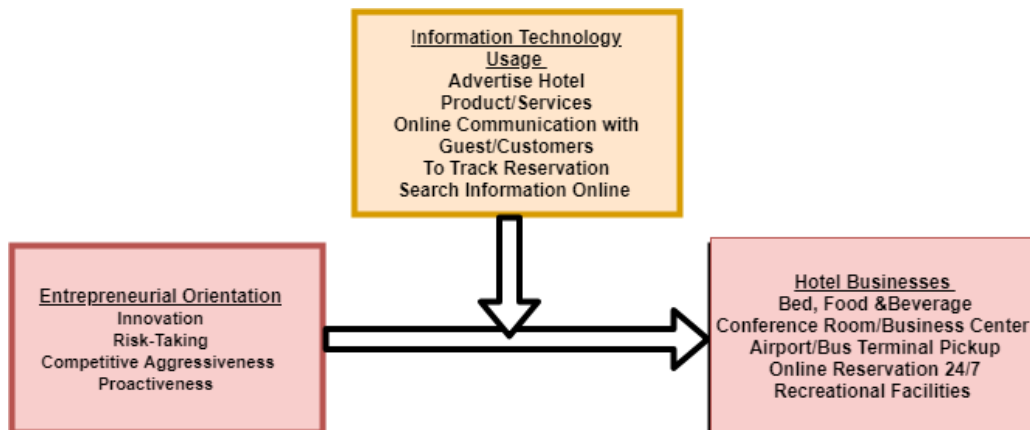 Information Technology
Usage
Advertise Hotel
Product/Services
Online Communication with
Guest/Customers
To Track Reservation
Search Information Online
Entrepreneurial Orientation
Innovation
Risk-Taking
Competitive Aggressiveness
Proactiveness
Hotel Businesses
Bed, Food &Beverage
Conference Room/Business Center
Airport/Bus Terminal Pickup
Online Reservation 24/7
Recreational Facilities